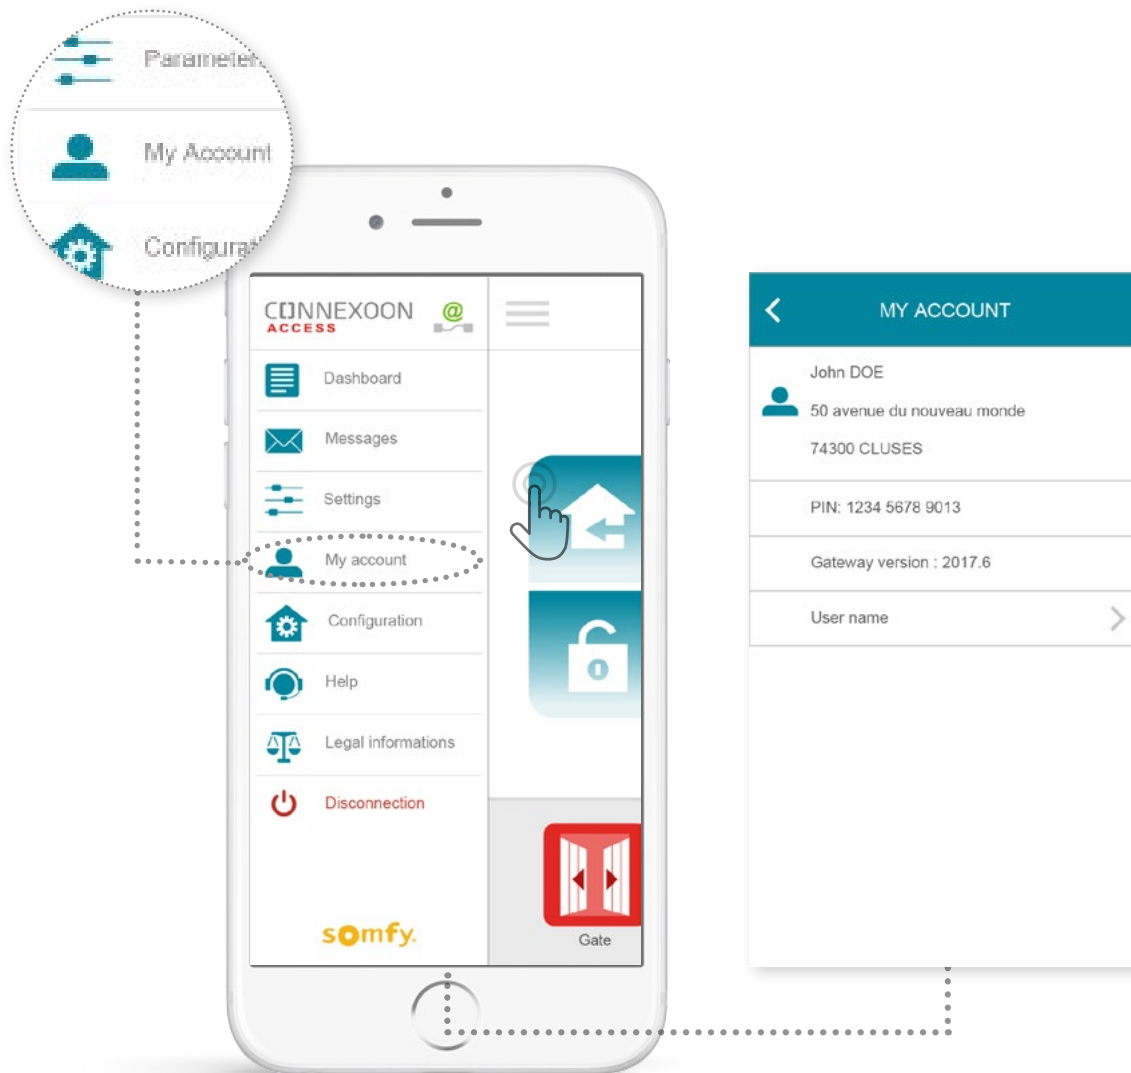 Parameter
My Account
Configurat
CONNEXOON
ACCESS
@
Dashboard
Messages
Settings
My account
Configuration
Help
Legal informations
Disconnection
somfy.
Gate
MY ACCOUNT
John DOE
50 avenue du nouveau monde
74300 CLUSES
PIN: 1234 5678 9013
Gateway version : 2017.6
User name